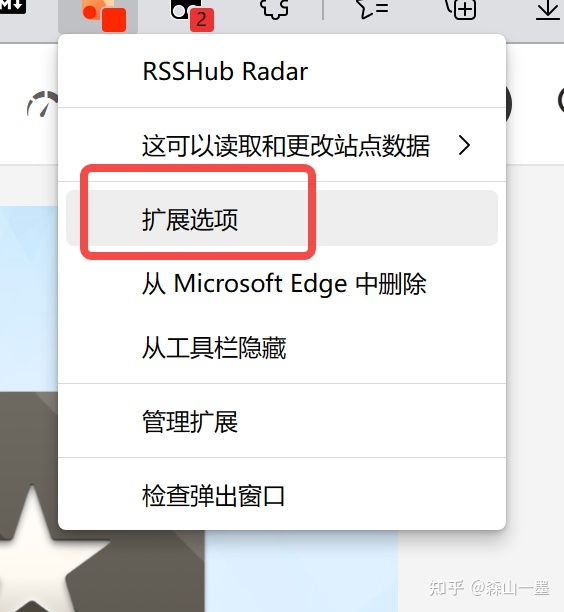 M↓
2
RSSHub Radar
这可以读取和更改站点数据
扩展选项
从 Microsoft Edge 中删除
从工具栏隐藏
管理扩展
检查弹出窗口
知乎 @森山一墨